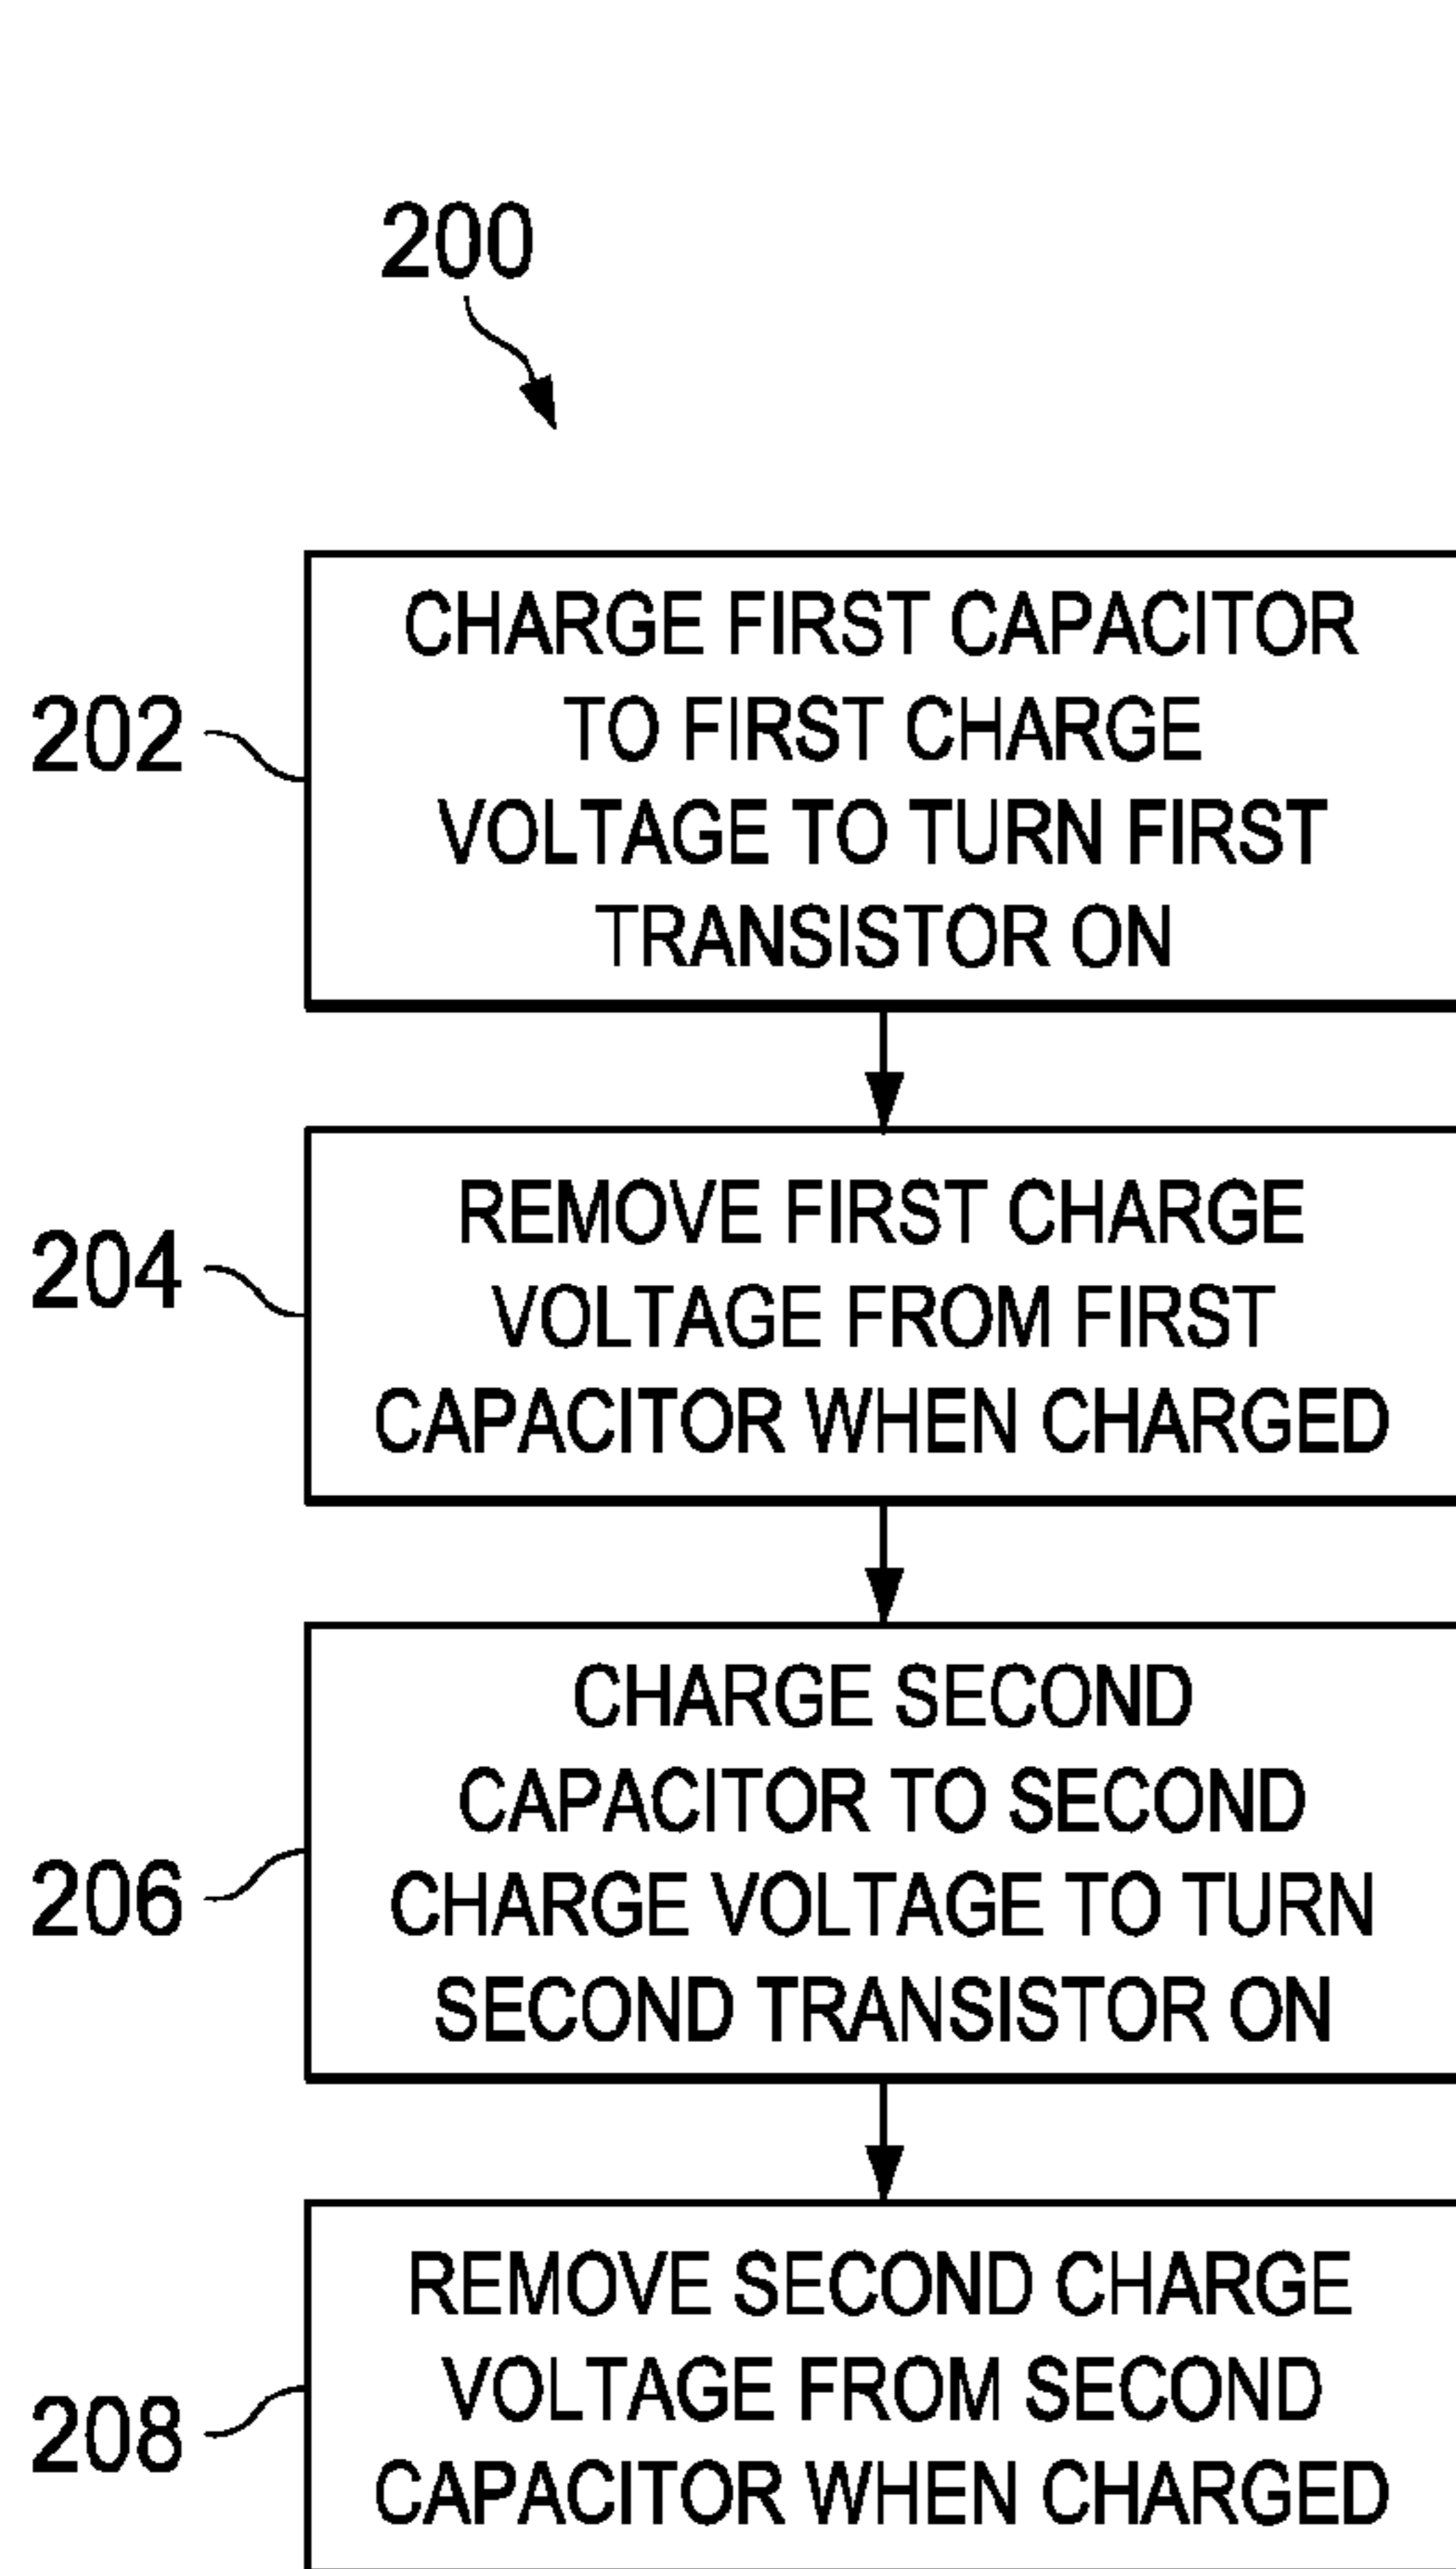 200
202
CHARGE FIRST CAPACITOR
TO FIRST CHARGE
VOLTAGE TO TURN FIRST
TRANSISTOR ON
204
REMOVE FIRST CHARGE
VOLTAGE FROM FIRST
CAPACITOR WHEN CHARGED
206
CHARGE SECOND
CAPACITOR TO SECOND
CHARGE VOLTAGE TO TURN
SECOND TRANSISTOR ON
208
REMOVE SECOND CHARGE
VOLTAGE FROM SECOND
CAPACITOR WHEN CHARGED